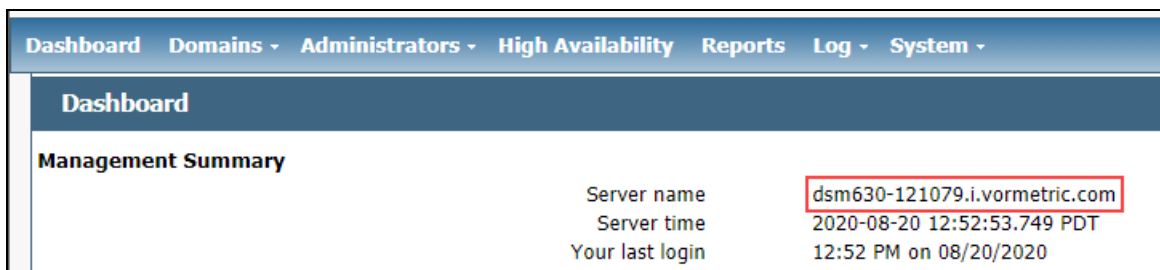 Dashboard Domains Administrators High Availability Reports Log System
Dashboard
Management Summary
Server name dsm630-121079.i.vormetric.com
Server time 2020-08-20 12:52:53.749 PDT
Your last login 12:52 PM on 08/20/2020